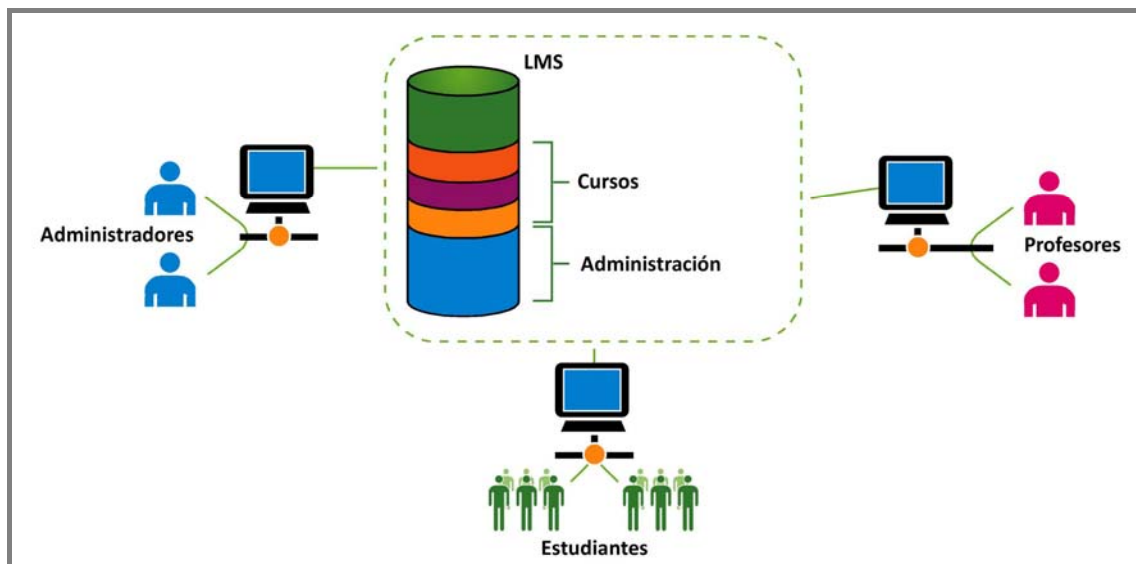 LMS
Cursos
Administradores
Administración
Profesores
Estudiantes